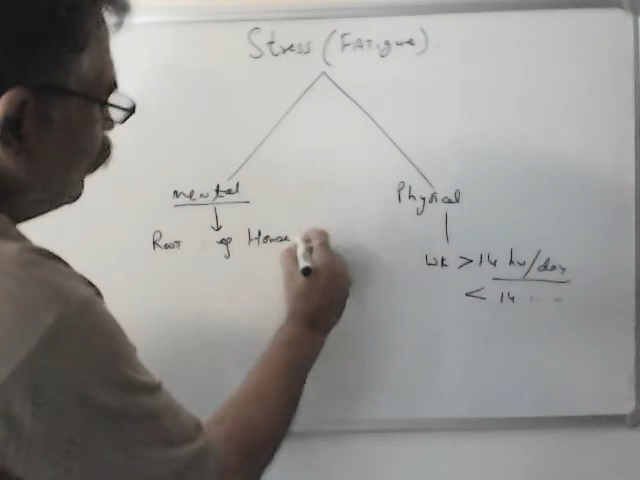 Stress (FATigue)
mental Physical
Root of House
WK > 14 hr/day
< 14 " "